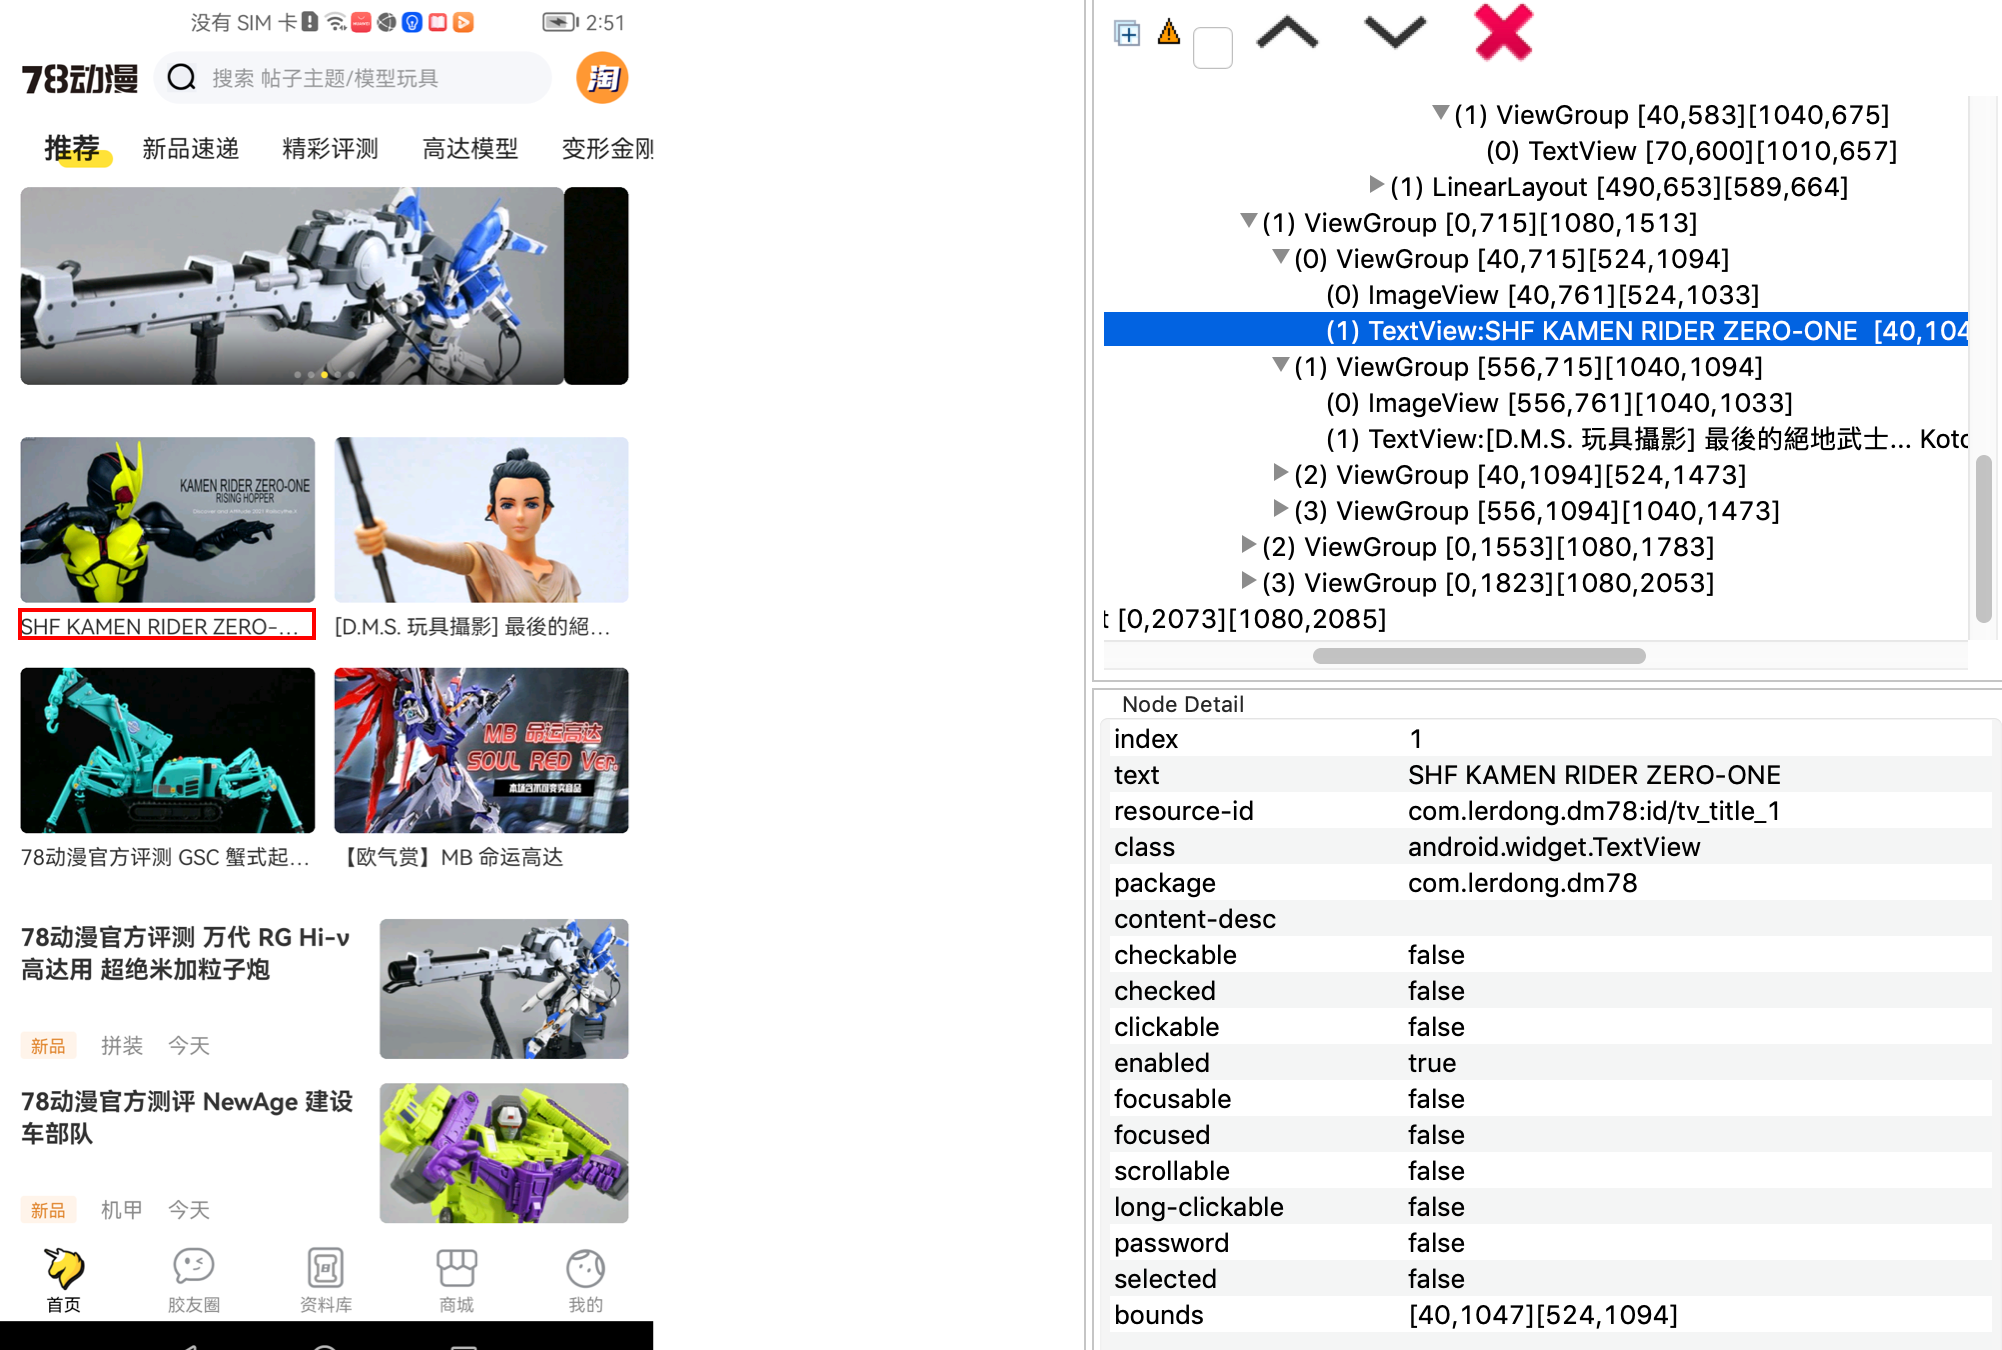 没有 SIM 卡
2:51
78动漫
搜索 帖子主题/模型玩具
淘
推荐 新品速递 精彩评测 高达模型 变形金刚
KAMEN RIDER ZERO-ONE
RISING HOPPER
SHF KAMEN RIDER ZERO-...
[D.M.S. 玩具攝影] 最後的絕...
MB 命运高达
SOUL RED Ver.
78动漫官方评测 GSC 蟹式起...
【欧气赏】MB 命运高达
78动漫官方评测 万代 RG Hi-ν
高达用 超绝米加粒子炮
新品 拼装 今天
78动漫官方测评 NewAge 建设
车部队
新品 机甲 今天
首页 胶友圈 资料库 商城 我的
(1) ViewGroup [40,583][1040,675]
(0) TextView [70,600][1010,657]
(1) LinearLayout [490,653][589,664]
(1) ViewGroup [0,715][1080,1513]
(0) ViewGroup [40,715][524,1094]
(0) ImageView [40,761][524,1033]
(1) TextView:SHF KAMEN RIDER ZERO-ONE [40,104
(1) ViewGroup [556,715][1040,1094]
(0) ImageView [556,761][1040,1033]
(1) TextView:[D.M.S. 玩具攝影] 最後的絕地武士... Koto
(2) ViewGroup [40,1094][524,1473]
(3) ViewGroup [556,1094][1040,1473]
(2) ViewGroup [0,1553][1080,1783]
(3) ViewGroup [0,1823][1080,2053]
t [0,2073][1080,2085]
Node Detail
index 1
text SHF KAMEN RIDER ZERO-ONE
resource-id com.lerdong.dm78:id/tv_title_1
class android.widget.TextView
package com.lerdong.dm78
content-desc
checkable false
checked false
clickable false
enabled true
focusable false
focused false
scrollable false
long-clickable false
password false
selected false
bounds [40,1047][524,1094]